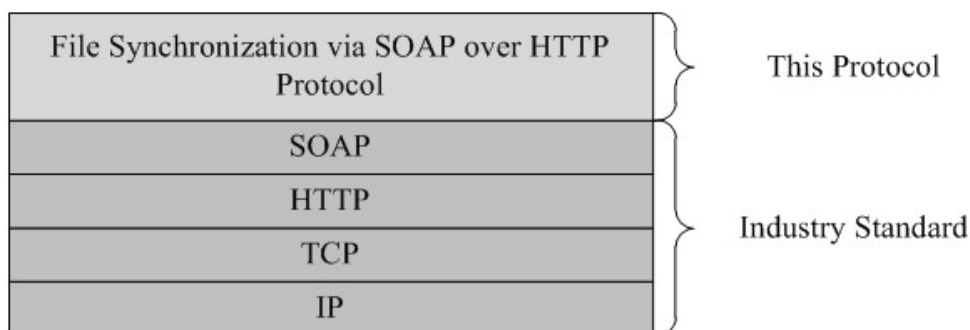 File Synchronization via SOAP over HTTP
Protocol
This Protocol
SOAP
HTTP
TCP
IP
Industry Standard